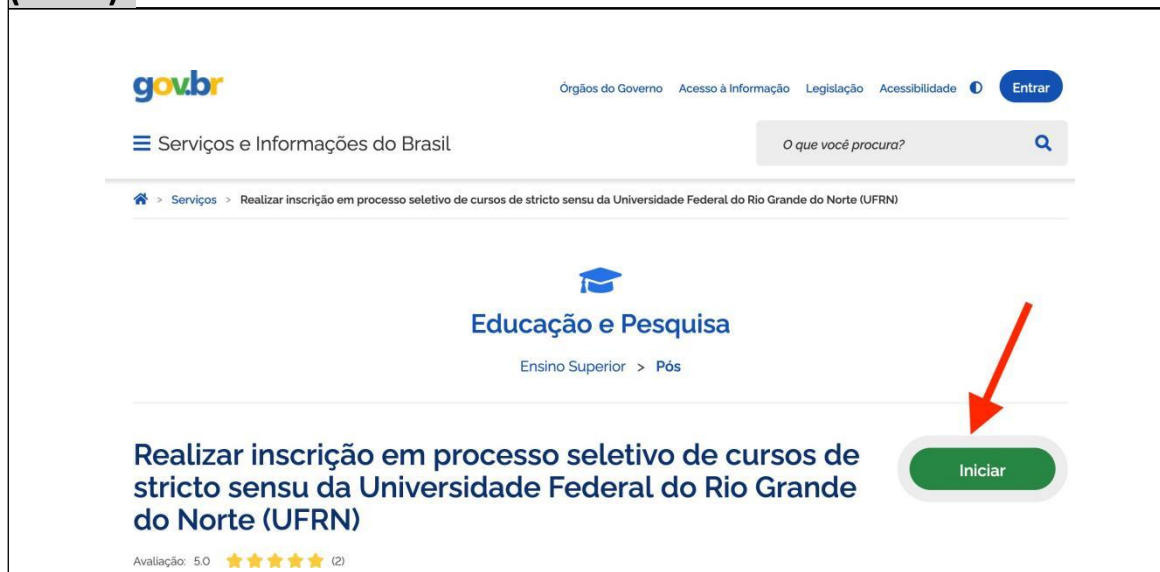 gov.br
Órgãos do Governo Acesso à Informação Legislação Acessibilidade Entrar
Serviços e Informações do Brasil
O que você procura?
> Serviços > Realizar inscrição em processo seletivo de cursos de stricto sensu da Universidade Federal do Rio Grande do Norte (UFRN)
Educação e Pesquisa
Ensino Superior > Pós
Realizar inscrição em processo seletivo de cursos de
stricto sensu da Universidade Federal do Rio Grande
do Norte (UFRN)
Iniciar
Avaliação: 5.0 (2)